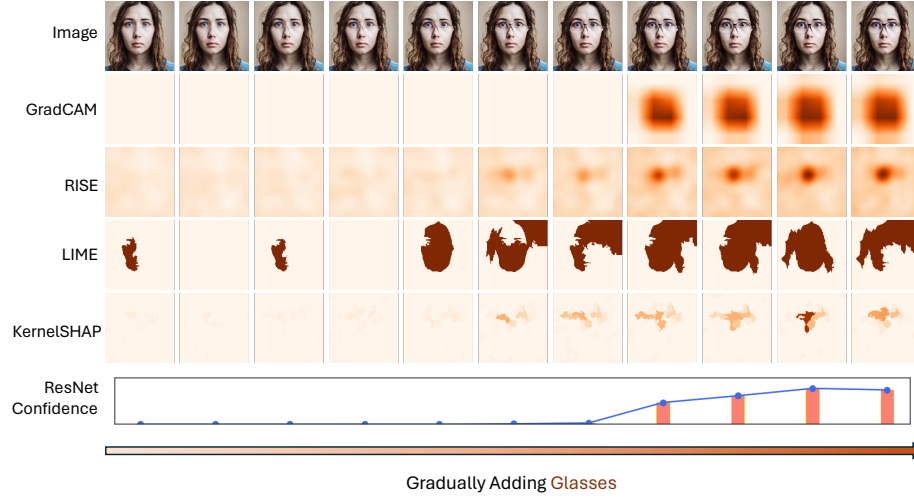 Image
GradCAM
RISE
LIME
KernelSHAP
ResNet
Confidence
Gradually Adding Glasses